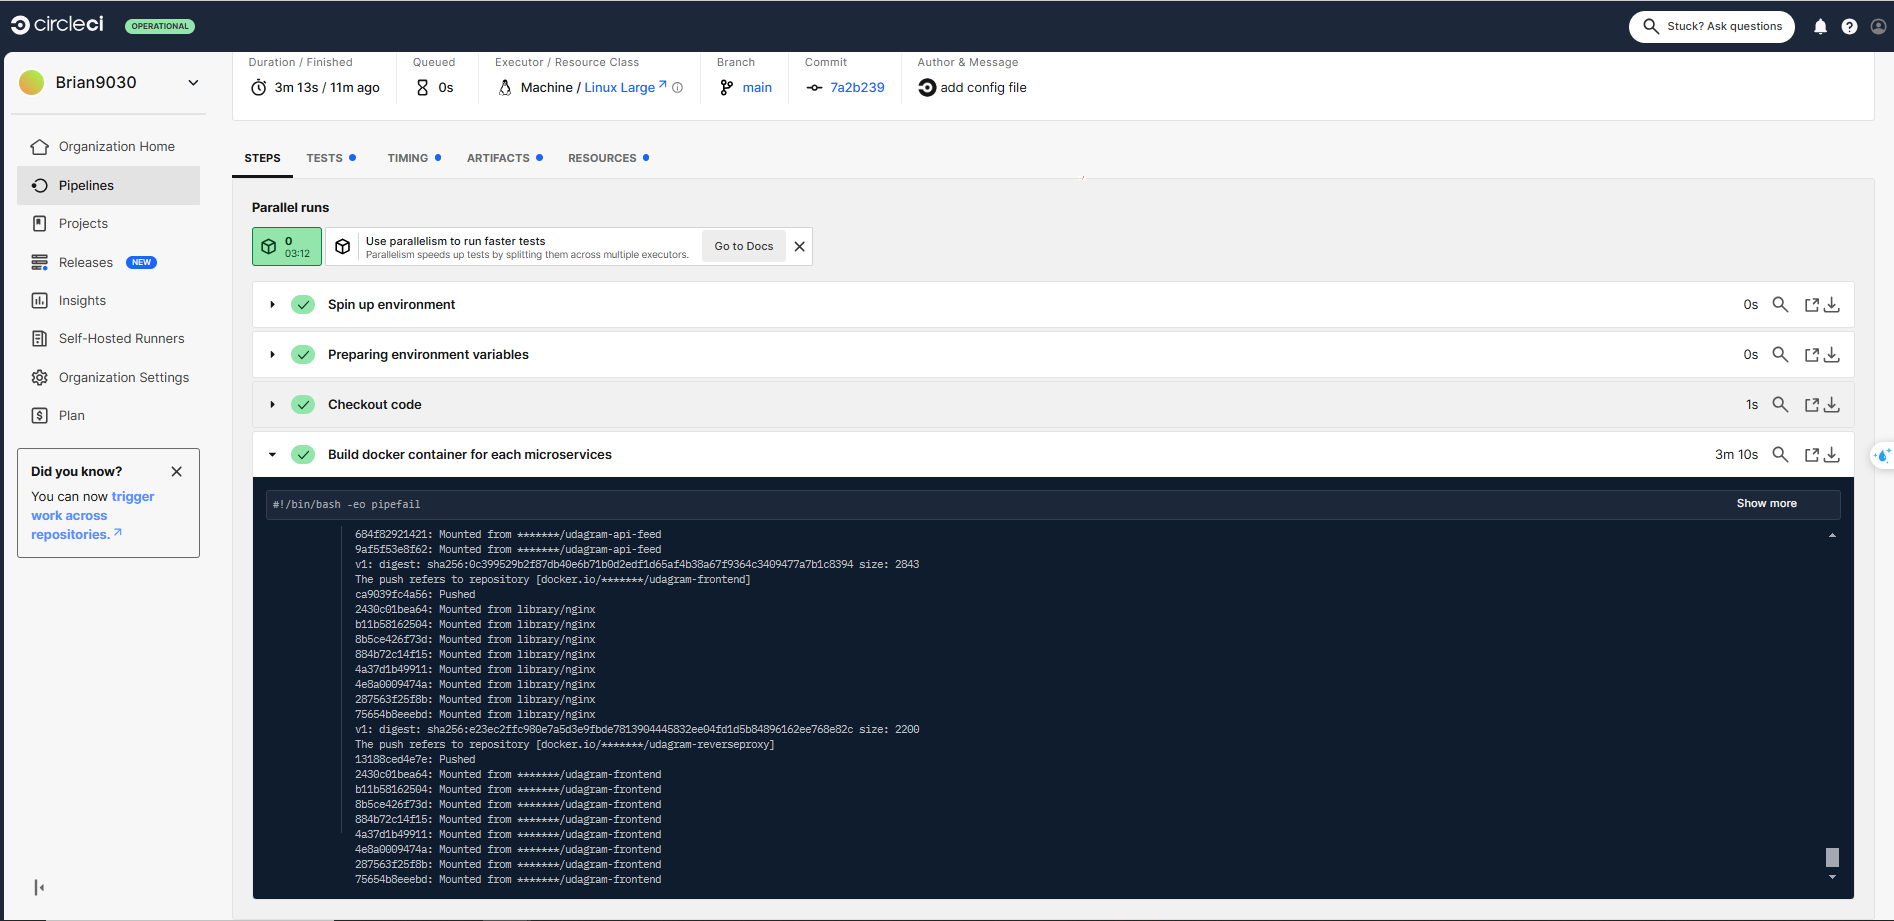 circleci
OPERATIONAL
Stuck? Ask questions
Brian9030
Organization Home
Pipelines
Projects
Releases NEW
Insights
Self-Hosted Runners
Organization Settings
Plan
Did you know?
You can now trigger
work across
repositories.
Duration / Finished
3m 13s / 11m ago
Queued
0s
Executor / Resource Class
Machine / Linux Large
Branch
main
Commit
7a2b239
Author & Message
add config file
STEPS
TESTS
TIMING
ARTIFACTS
RESOURCES
Parallel runs
0
03:12
Use parallelism to run faster tests
Parallelism speeds up tests by splitting them across multiple executors.
Go to Docs
Spin up environment 0s
Preparing environment variables 0s
Checkout code 1s
Build docker container for each microservices 3m 10s
#!/bin/bash -eo pipefail
Show more
684f82921421: Mounted from *******/udagram-api-feed
9af5f53e8f62: Mounted from *******/udagram-api-feed
v1: digest: sha256:0c399529b2f87db40e6b71b0d2edf1d65af4b38a67f9364c3409477a7b1c8394 size: 2843
The push refers to repository [docker.io/*******/udagram-frontend]
ca9039fc4a56: Pushed
2430c01bea64: Mounted from library/nginx
b11b58162504: Mounted from library/nginx
8b5ce426f73d: Mounted from library/nginx
884b72c14f15: Mounted from library/nginx
4a37d1b49911: Mounted from library/nginx
4e8a0009474a: Mounted from library/nginx
287563f25f8b: Mounted from library/nginx
75654b8eeebd: Mounted from library/nginx
v1: digest: sha256:e23ec2ffc980e7a5d3e9fbde7813904445832ee04fd1d5b84896162ee768e82c size: 2200
The push refers to repository [docker.io/*******/udagram-reverseproxy]
13188ced4e7e: Pushed
2430c01bea64: Mounted from *******/udagram-frontend
b11b58162504: Mounted from *******/udagram-frontend
8b5ce426f73d: Mounted from *******/udagram-frontend
884b72c14f15: Mounted from *******/udagram-frontend
4a37d1b49911: Mounted from *******/udagram-frontend
4e8a0009474a: Mounted from *******/udagram-frontend
287563f25f8b: Mounted from *******/udagram-frontend
75654b8eeebd: Mounted from *******/udagram-frontend